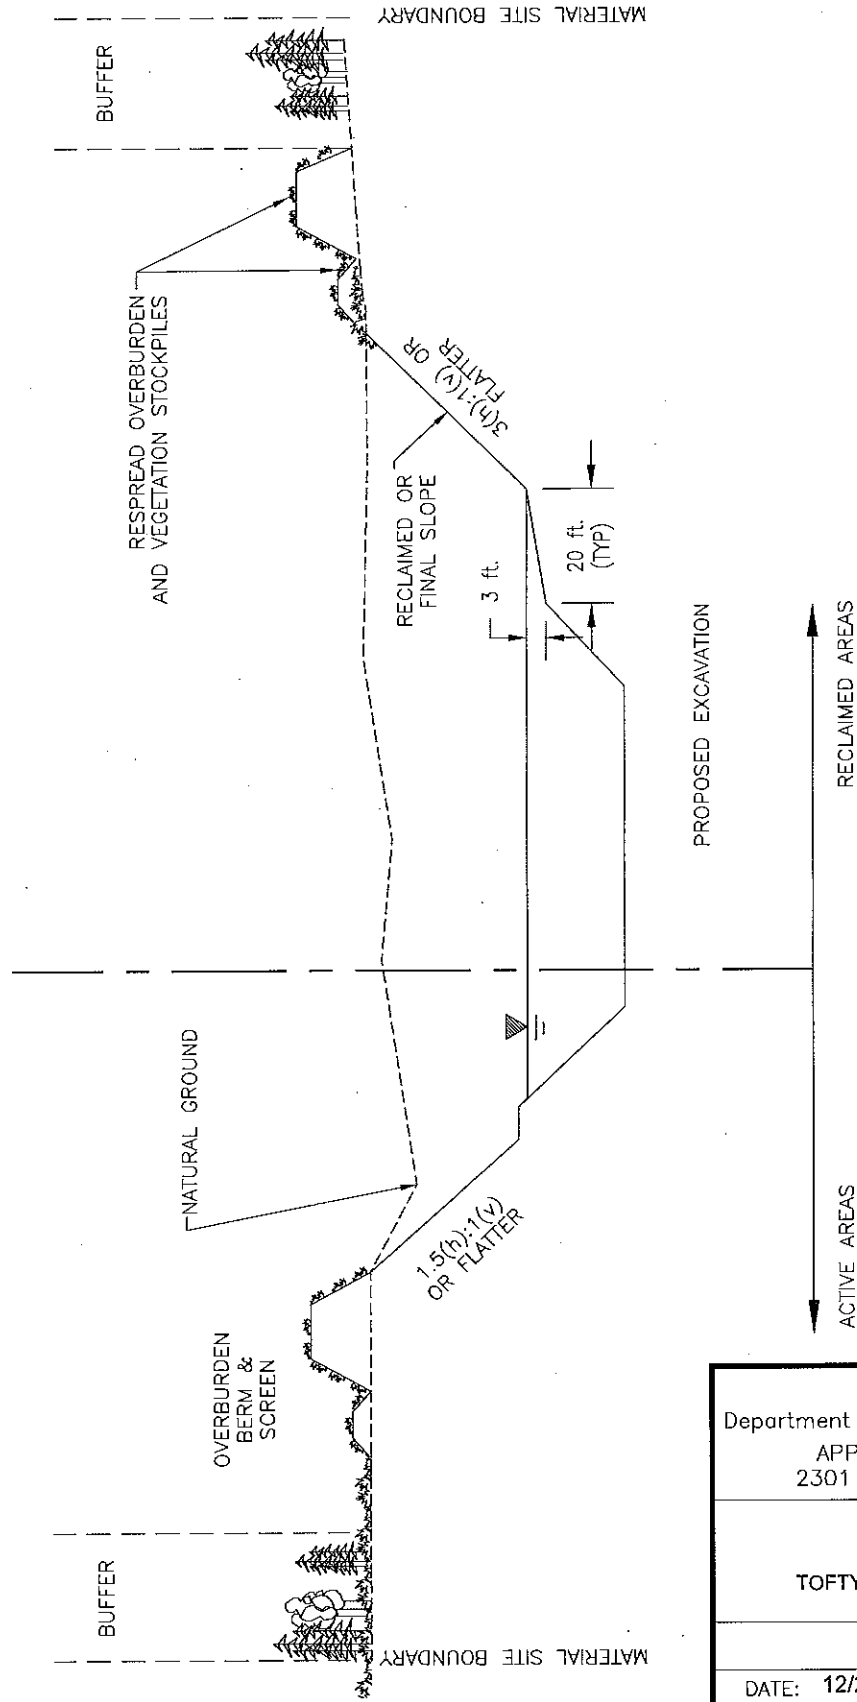 MATERIAL SITE BOUNDARY
BUFFER
RESPREAD OVERBURDEN
AND VEGETATION STOCKPILES
3(h):1(v) OR
FLATTER
RECLAIMED OR
FINAL SLOPE
3 ft.
20 ft.
(TYP)
PROPOSED EXCAVATION
RECLAIMED AREAS
NATURAL GROUND
1.5(h):1(v)
OR FLATTER
ACTIVE AREAS
OVERBURDEN
BERM &
SCREEN
BUFFER
MATERIAL SITE BOUNDARY
Department
APP
2301
TOFTY
DATE: 12/